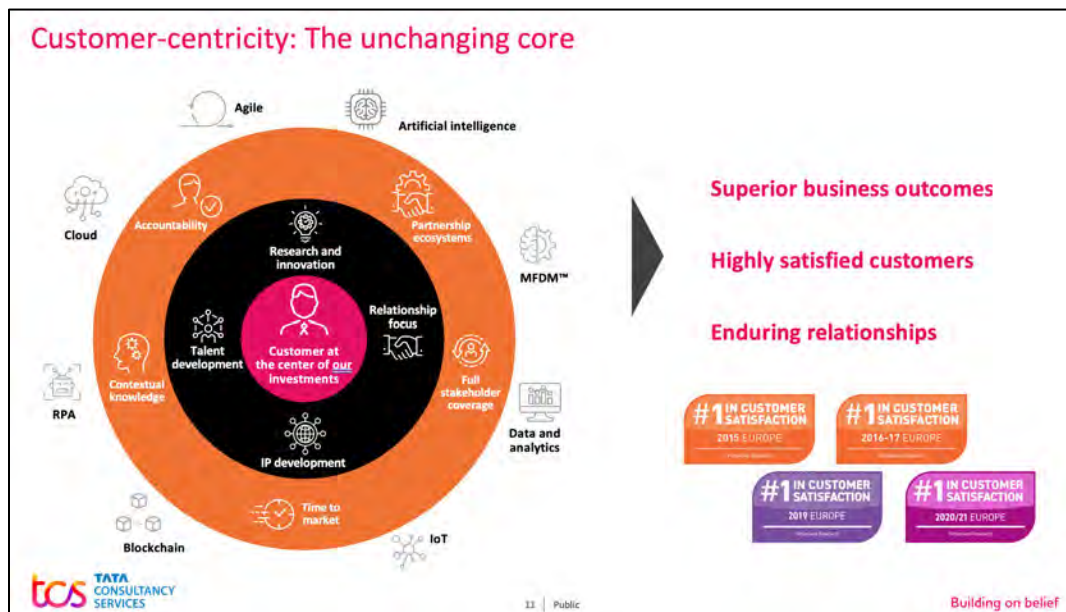 Customer-centricity: The unchanging core
Agile
Artificial intelligence
Cloud
Accountability
Partnership
ecosystems
Research and
innovation
MFDM™
Relationship
focus
Talent
development
Customer at
the center of our
investments
Contextual
knowledge
Full
stakeholder
coverage
RPA
Data and
analytics
IP development
Time to
market
Blockchain
IoT
Superior business outcomes
Highly satisfied customers
Enduring relationships
#1 IN CUSTOMER
SATISFACTION
2015 EUROPE
#1 IN CUSTOMER
SATISFACTION
2016-17 EUROPE
#1 IN CUSTOMER
SATISFACTION
2019 EUROPE
#1 IN CUSTOMER
SATISFACTION
2020/21 EUROPE
tcs TATA
CONSULTANCY
SERVICES
11 | Public
Building on belief